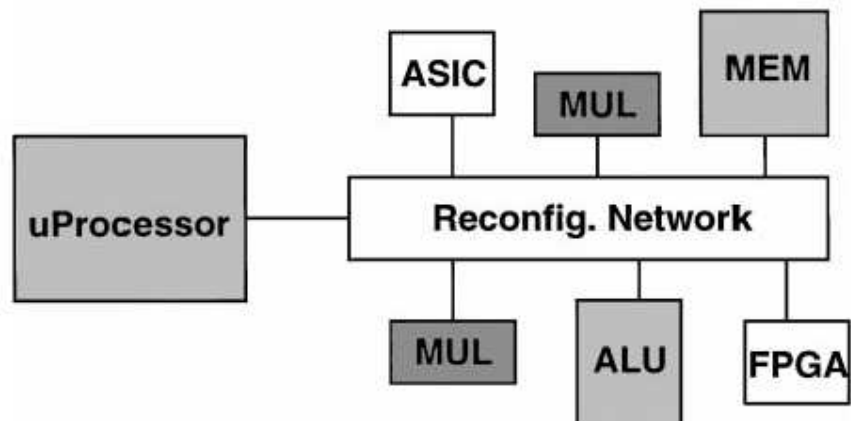 ASIC
MUL
MEM
uProcessor
Reconfig. Network
MUL
ALU
FPGA